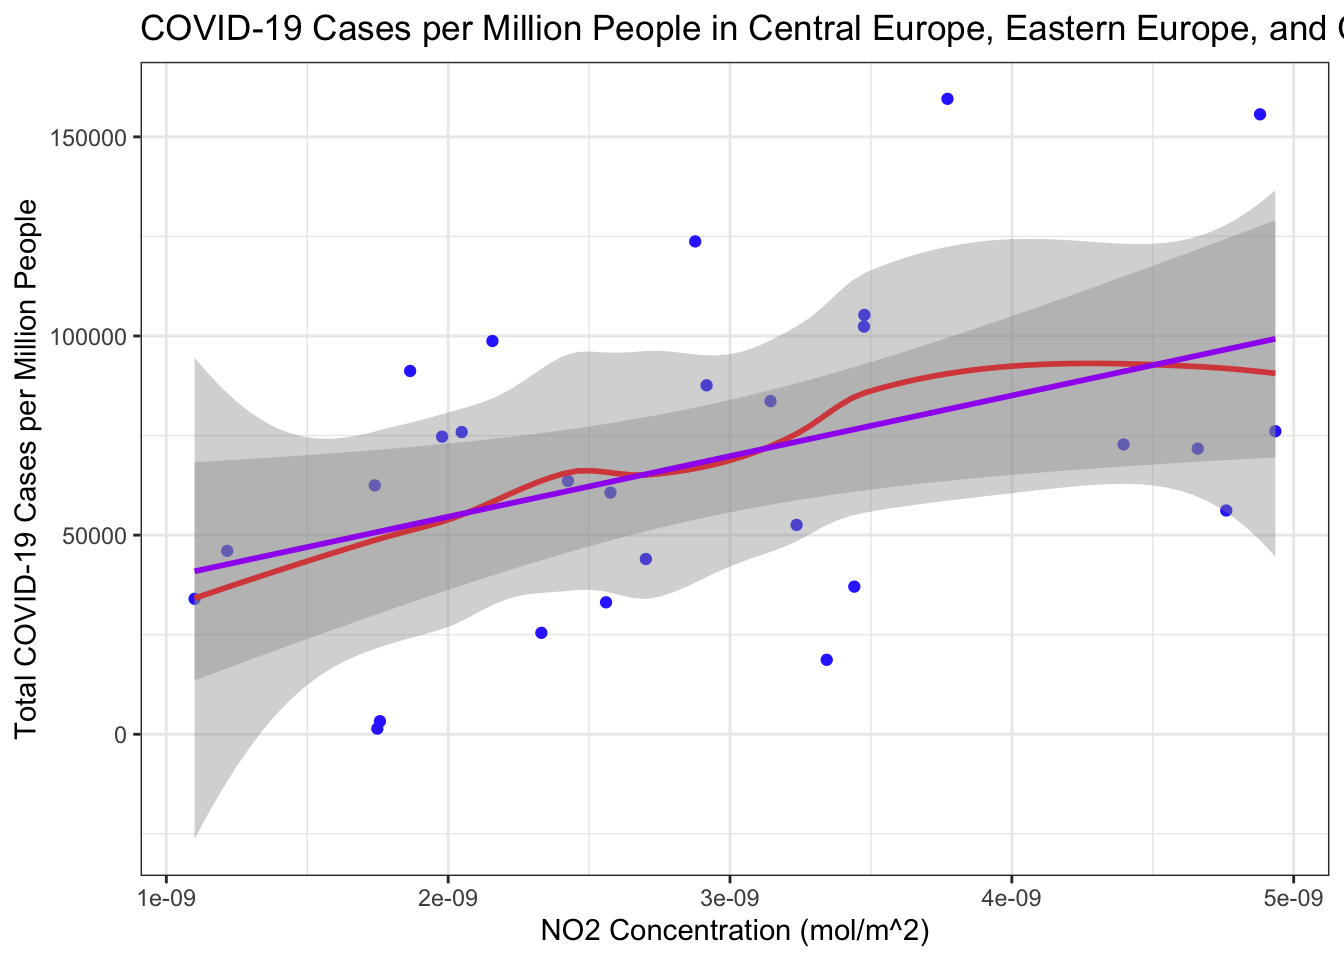 COVID-19 Cases per Million People in Central Europe, Eastern Europe, and
Total COVID-19 Cases per Million People
150000
100000
50000
0
1e-09 2e-09 3e-09 4e-09 5e-09
NO2 Concentration (mol/m^2)